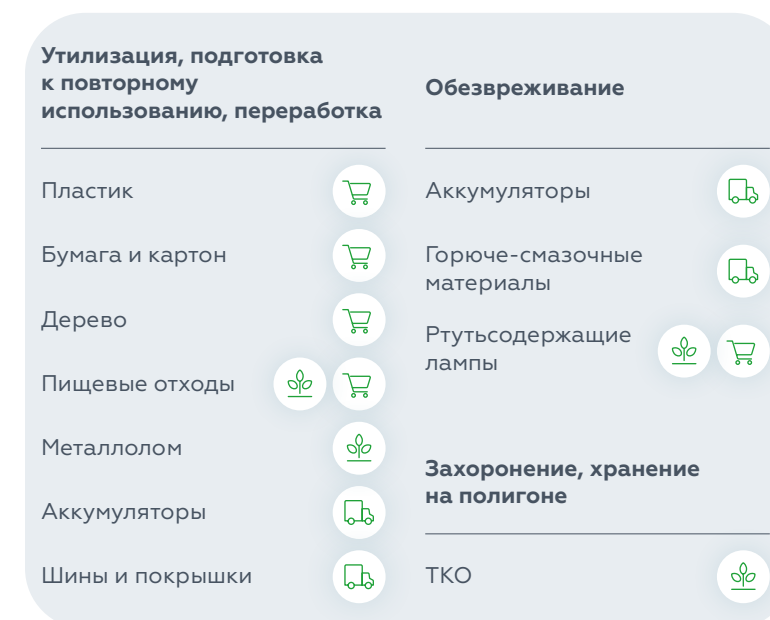 Утилизация, подготовка
к повторному
использованию, переработка
Пластик
Бумага и картон
Дерево
Пищевые отходы
Металлолом
Аккумуляторы
Шины и покрышки
Обезвреживание
Аккумуляторы
Горюче-смазочные
материалы
Ртутьсодержащие
лампы
Захоронение, хранение
на полигоне
ТКО